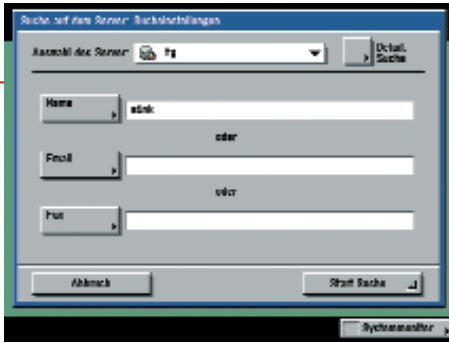 Suche auf dem Server: Sucheinstellungen
Auswahl des Server:
Detail. Suche
Name
oder
Email
oder
Fax
Abbruch
Start Suche
Systemmonitor